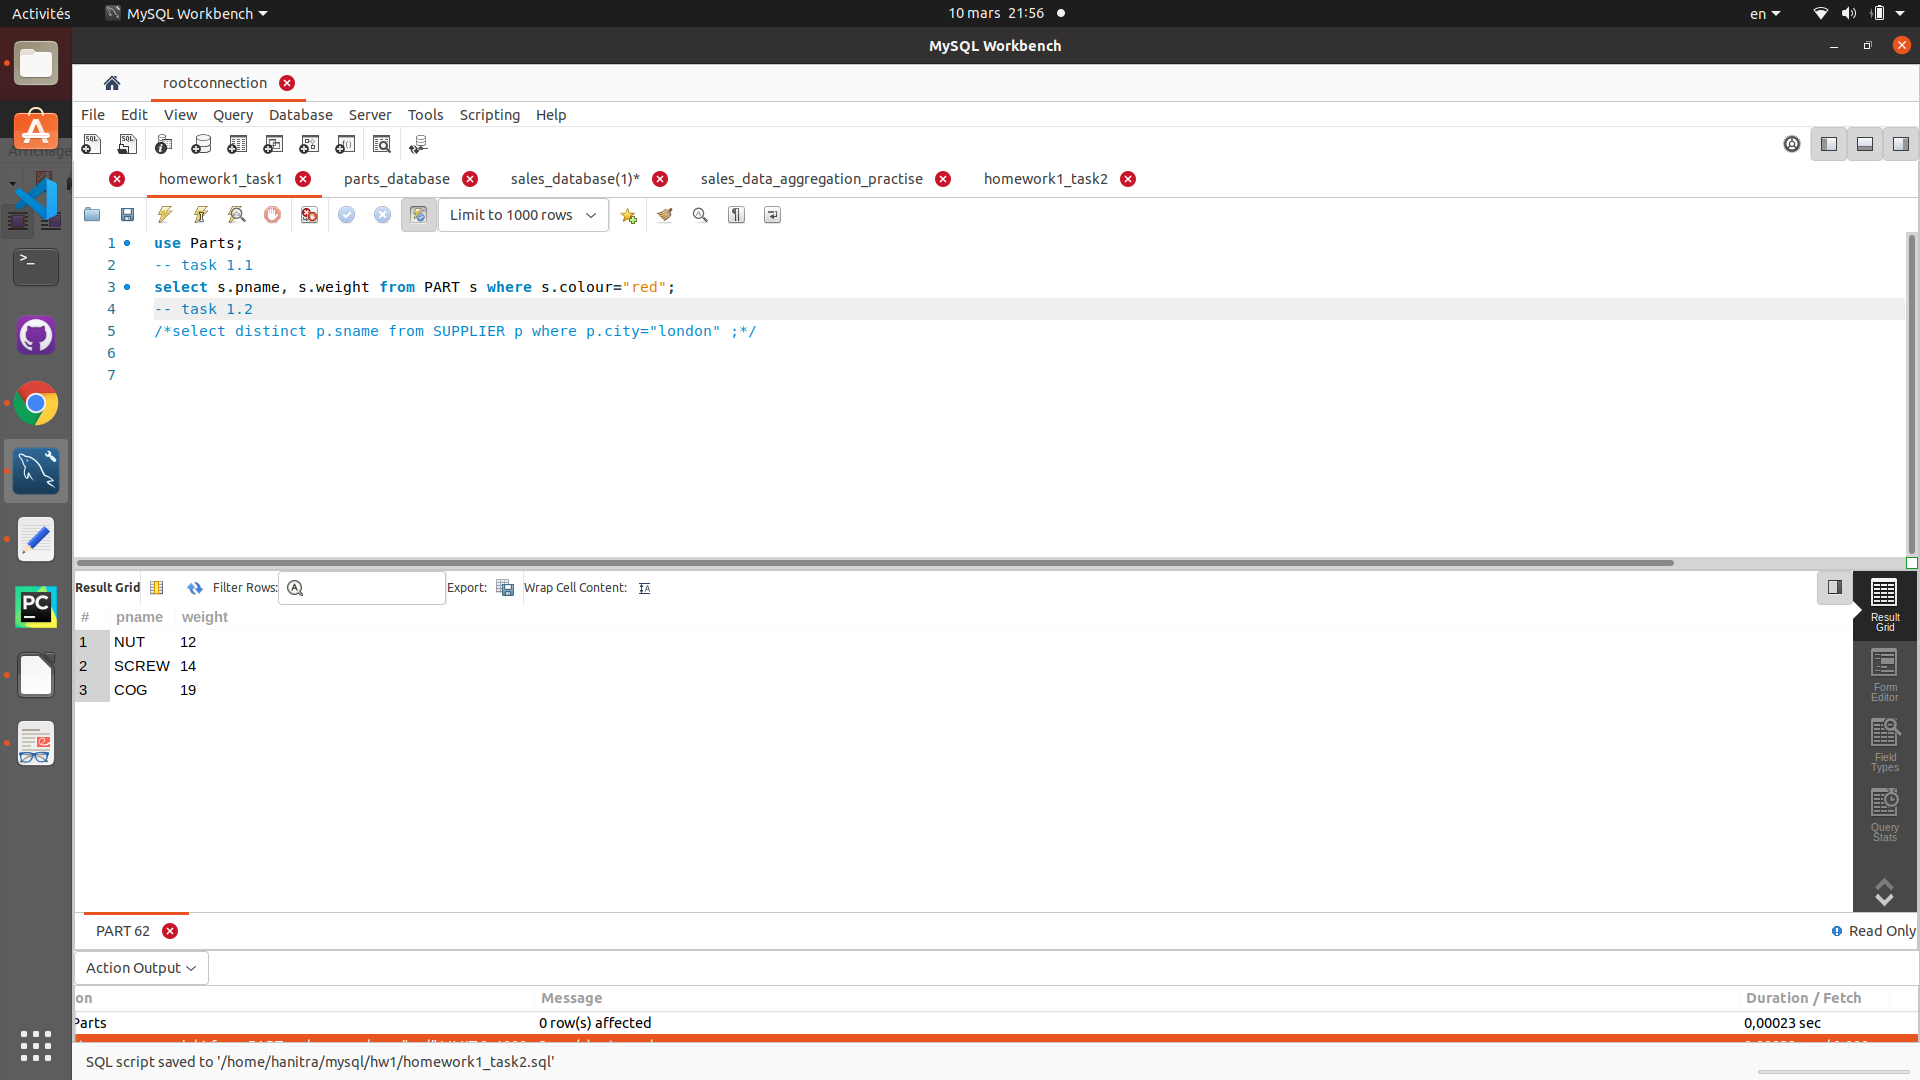 Activités
MySQL Workbench
10 mars 21:56
en
MySQL Workbench
rootconnection
File Edit View Query Database Server Tools Scripting Help
Affichage
homework1_task1 parts_database sales_database(1)* sales_data_aggregation_practise homework1_task2
Limit to 1000 rows
1 use Parts;
2 -- task 1.1
3 select s.pname, s.weight from PART s where s.colour="red";
4 -- task 1.2
5 /*select distinct p.sname from SUPPLIER p where p.city="london" ;*/
6
7
Result Grid Filter Rows: Export: Wrap Cell Content:
# pname weight
1 NUT 12
2 SCREW 14
3 COG 19
Result Grid
Form Editor
Field Types
Query Stats
PART 62
Read Only
Action Output
on Message Duration / Fetch
Parts 0 row(s) affected 0,00023 sec
SQL script saved to '/home/hanitra/mysql/hw1/homework1_task2.sql'